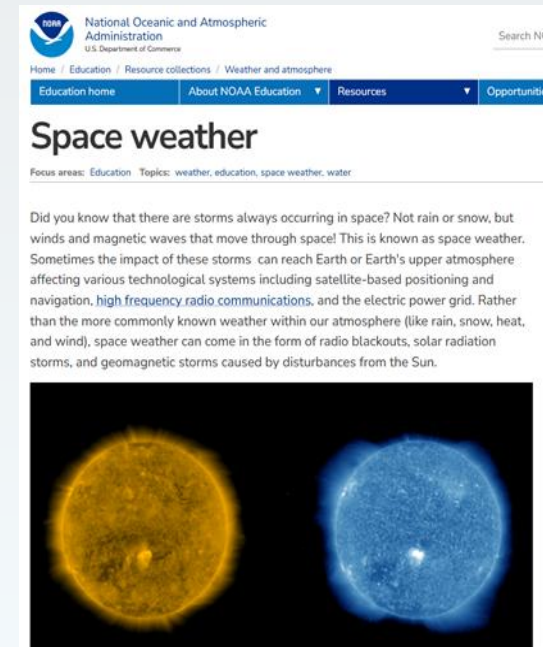 NOAA
National Oceanic and Atmospheric
Administration
U.S. Department of Commerce
Search
Home / Education / Resource collections / Weather and atmosphere
Education home About NOAA Education ▼ Resources ▼
Space weather
Focus areas: Education Topics: weather, education, space weather, water
Did you know that there are storms always occurring in space? Not rain or snow, but
winds and magnetic waves that move through space! This is known as space weather.
Sometimes the impact of these storms can reach Earth or Earth's upper atmosphere
affecting various technological systems including satellite-based positioning and
navigation, high frequency radio communications, and the electric power grid. Rather
than the more commonly known weather within our atmosphere (like rain, snow, heat,
and wind), space weather can come in the form of radio blackouts, solar radiation
storms, and geomagnetic storms caused by disturbances from the Sun.